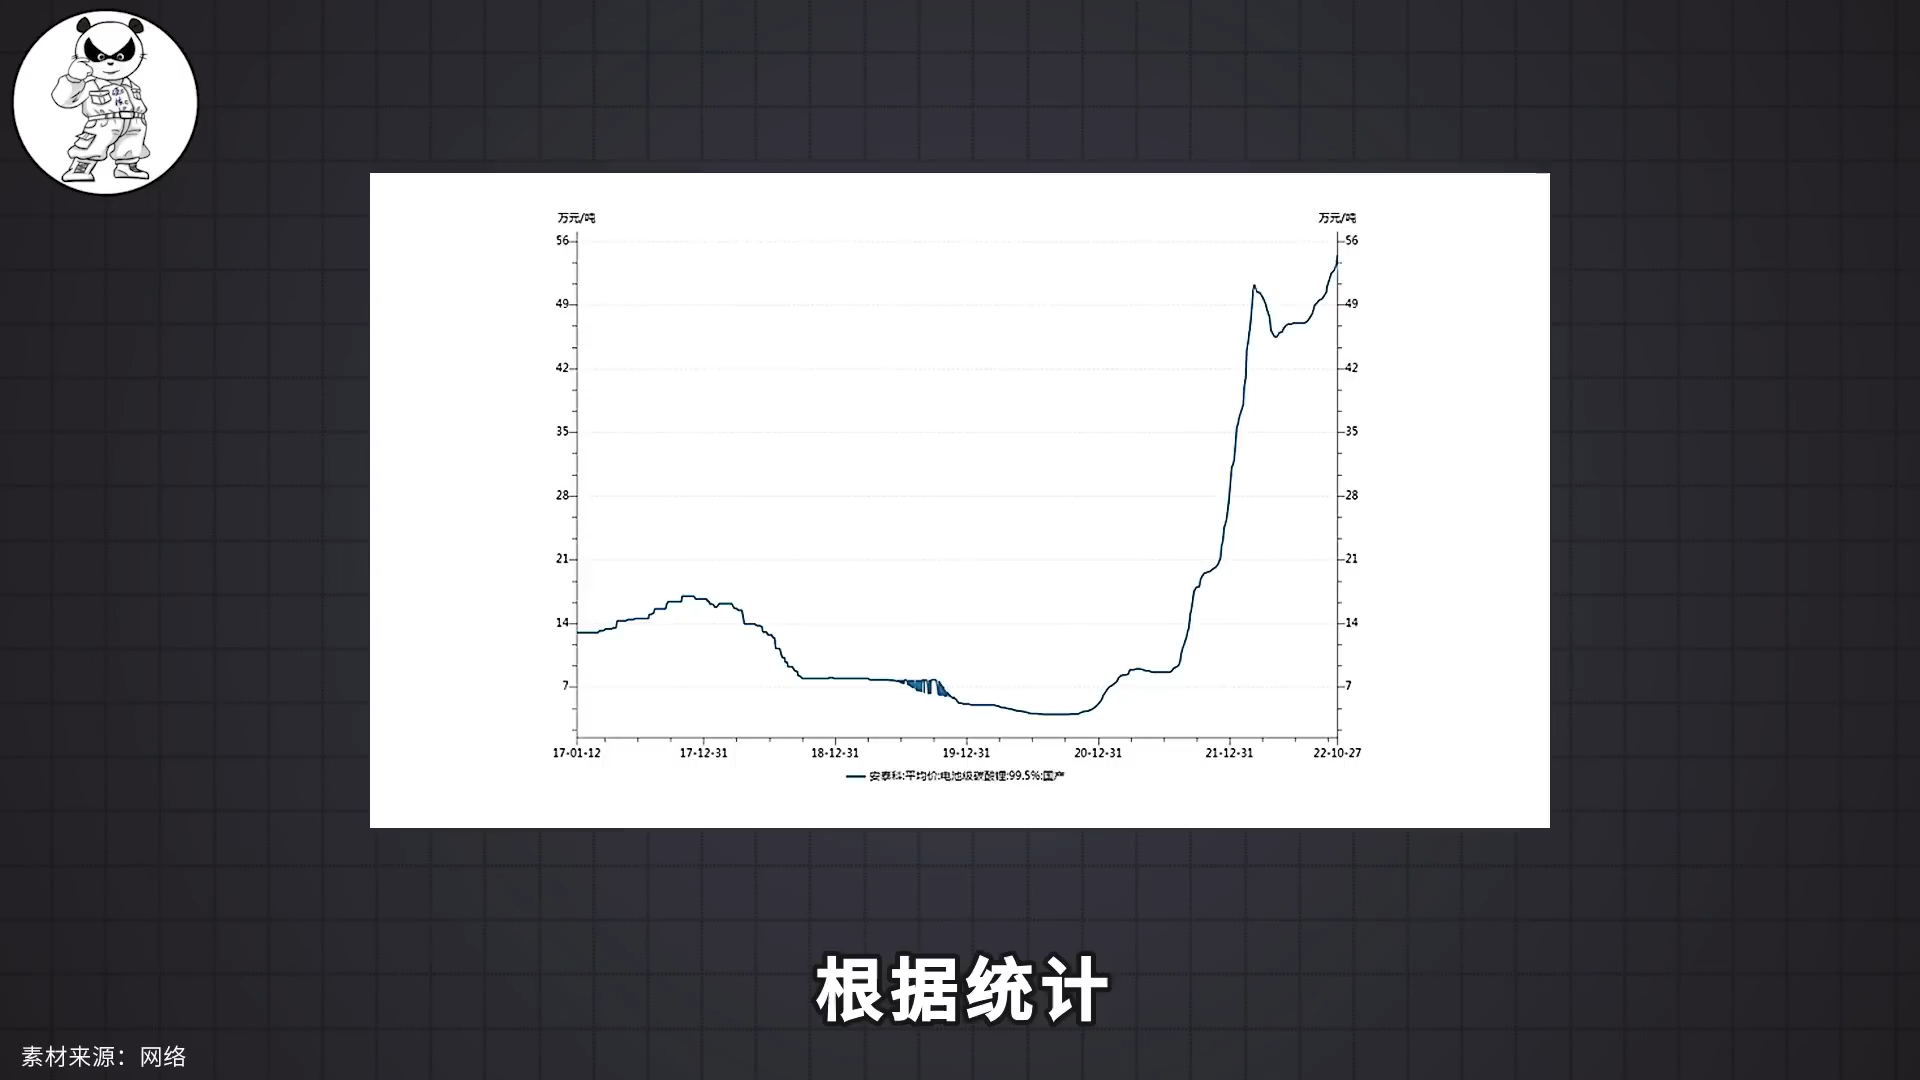 万元/吨 万元/吨
56 56
49 49
42 42
35 35
28 28
21 21
14 14
7 7
17-01-12 17-12-31 18-12-31 19-12-31 20-12-31 21-12-31 22-10-27
安泰科:平均价:电池级碳酸锂:99.5%:国产
根据统计
素材来源：网络